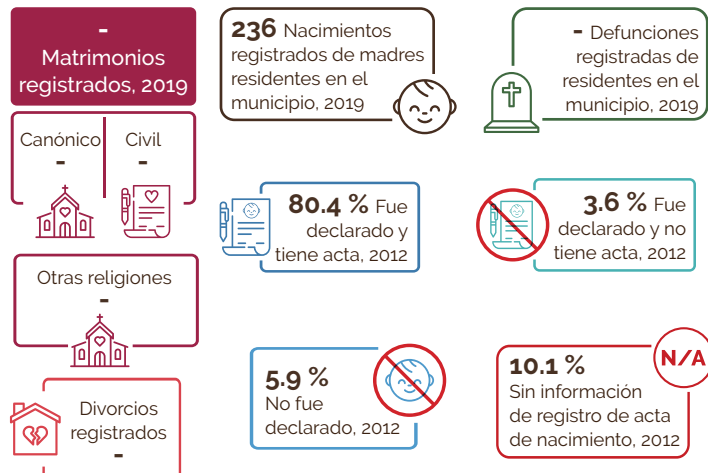 -
Matrimonios
registrados, 2019
Canónico
-
Civil
-
Otras religiones
-
Divorcios
registrados
-
236 Nacimientos
registrados de madres
residentes en el
municipio, 2019
- Defunciones
registradas de
residentes en el
municipio, 2019
80.4 % Fue
declarado y
tiene acta, 2012
3.6 % Fue
declarado y no
tiene acta, 2012
5.9 %
No fue
declarado, 2012
10.1 %
Sin información
de registro de acta
de nacimiento, 2012
N/A